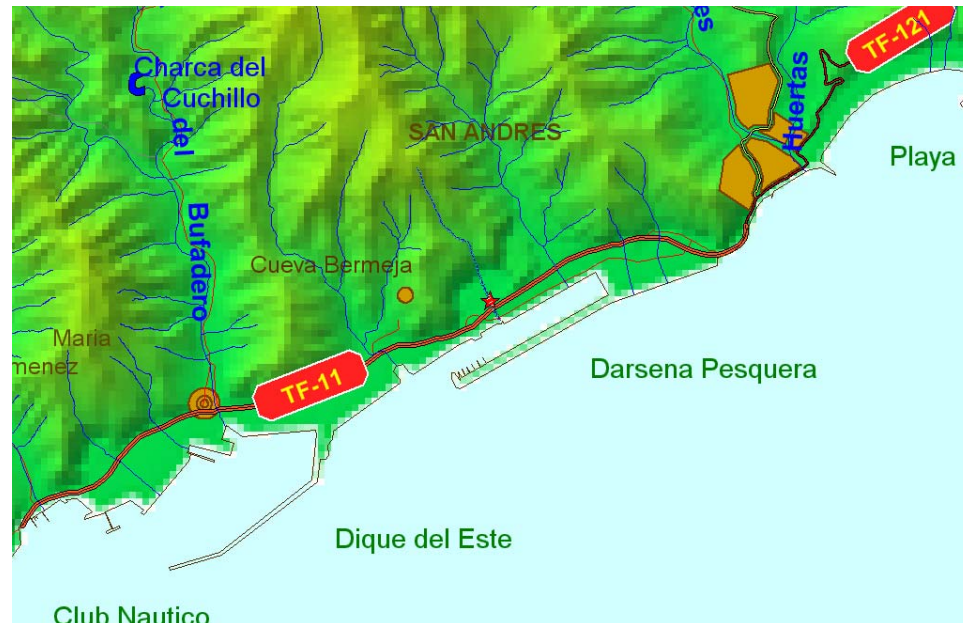 es
TF-121
Charca del
Cuchillo
del
Huertas
SAN ANDRES
Playa
Bufadero
Cueva Bermeja
Maria
menez
TF-11
Darsena Pesquera
Dique del Este
Club Nautico